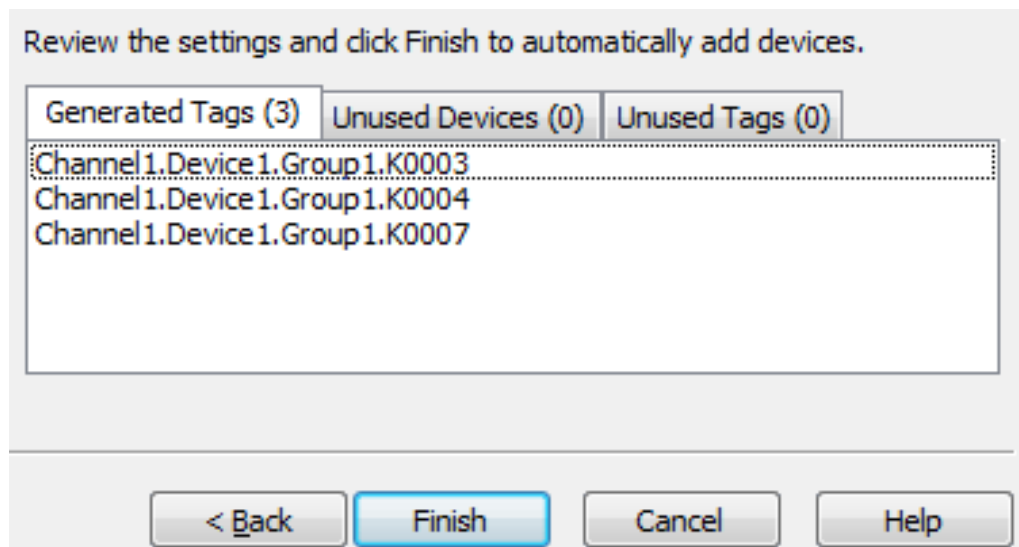 Review the settings and click Finish to automatically add devices.
Generated Tags (3) Unused Devices (0) Unused Tags (0)
Channel1.Device1.Group1.K0003
Channel1.Device1.Group1.K0004
Channel1.Device1.Group1.K0007
< Back Finish Cancel Help